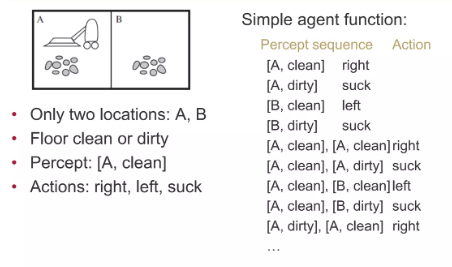 A
B
• Only two locations: A, B
• Floor clean or dirty
• Percept: [A, clean]
• Actions: right, left, suck
Simple agent function:
Percept sequence Action
[A, clean] right
[A, dirty] suck
[B, clean] left
[B, dirty] suck
[A, clean], [A, clean] right
[A, clean], [A, dirty] suck
[A, clean], [B, clean] left
[A, clean], [B, dirty] suck
[A, dirty], [A, clean] right
…